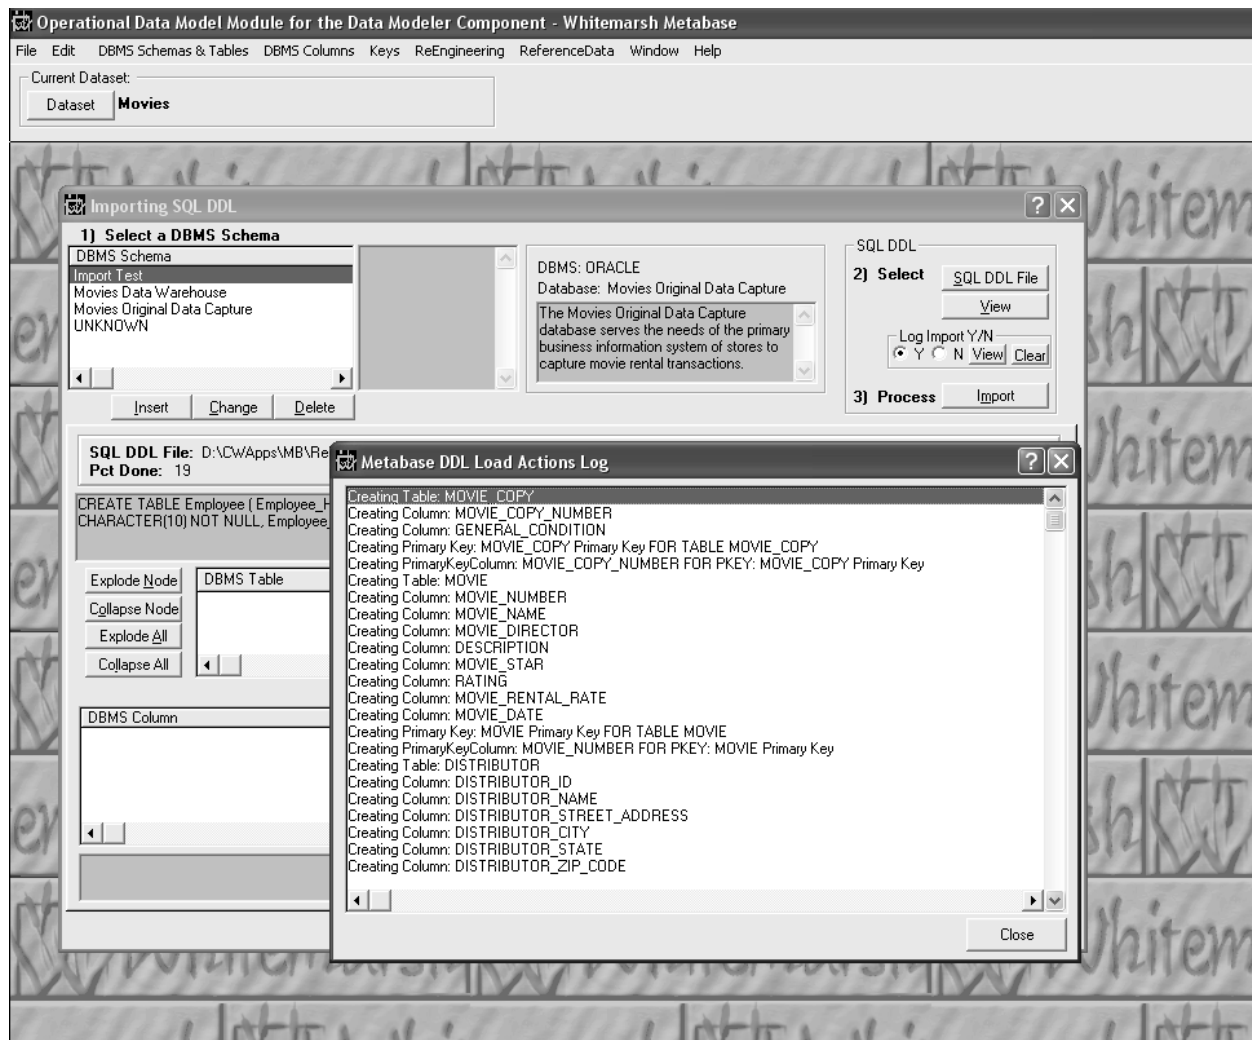 Operational Data Model Module for the Data Modeler Component - Whitemarsh Metabase
File Edit DBMS Schemas & Tables DBMS Columns Keys ReEngineering ReferenceData Window Help
Current Dataset:
Dataset Movies
Importing SQL DDL
1) Select a DBMS Schema
DBMS Schema
Import Test
Movies Data Warehouse
Movies Original Data Capture
UNKNOWN
Insert Change Delete
DBMS: ORACLE
Database: Movies Original Data Capture
The Movies Original Data Capture
database serves the needs of the primary
business information system of stores to
capture movie rental transactions.
SQL DDL
2) Select SQL DDL File
View
Log Import Y/N
Y N View Clear
3) Process Import
SQL DDL File: D:\CWApps\MB\Re
Pct Done: 19
CREATE TABLE Employee ( Employee_H
CHARACTER(10) NOT NULL, Employee_
Explode Node
Collapse Node
Explode All
Collapse All
DBMS Table
DBMS Column
Metabase DDL Load Actions Log
Creating Table: MOVIE_COPY
Creating Column: MOVIE_COPY_NUMBER
Creating Column: GENERAL_CONDITION
Creating Primary Key: MOVIE_COPY Primary Key FOR TABLE MOVIE_COPY
Creating PrimaryKeyColumn: MOVIE_COPY_NUMBER FOR PKEY: MOVIE_COPY Primary Key
Creating Table: MOVIE
Creating Column: MOVIE_NUMBER
Creating Column: MOVIE_NAME
Creating Column: MOVIE_DIRECTOR
Creating Column: DESCRIPTION
Creating Column: MOVIE_STAR
Creating Column: RATING
Creating Column: MOVIE_RENTAL_RATE
Creating Column: MOVIE_DATE
Creating Primary Key: MOVIE Primary Key FOR TABLE MOVIE
Creating PrimaryKeyColumn: MOVIE_NUMBER FOR PKEY: MOVIE Primary Key
Creating Table: DISTRIBUTOR
Creating Column: DISTRIBUTOR_ID
Creating Column: DISTRIBUTOR_NAME
Creating Column: DISTRIBUTOR_STREET_ADDRESS
Creating Column: DISTRIBUTOR_CITY
Creating Column: DISTRIBUTOR_STATE
Creating Column: DISTRIBUTOR_ZIP_CODE
Close